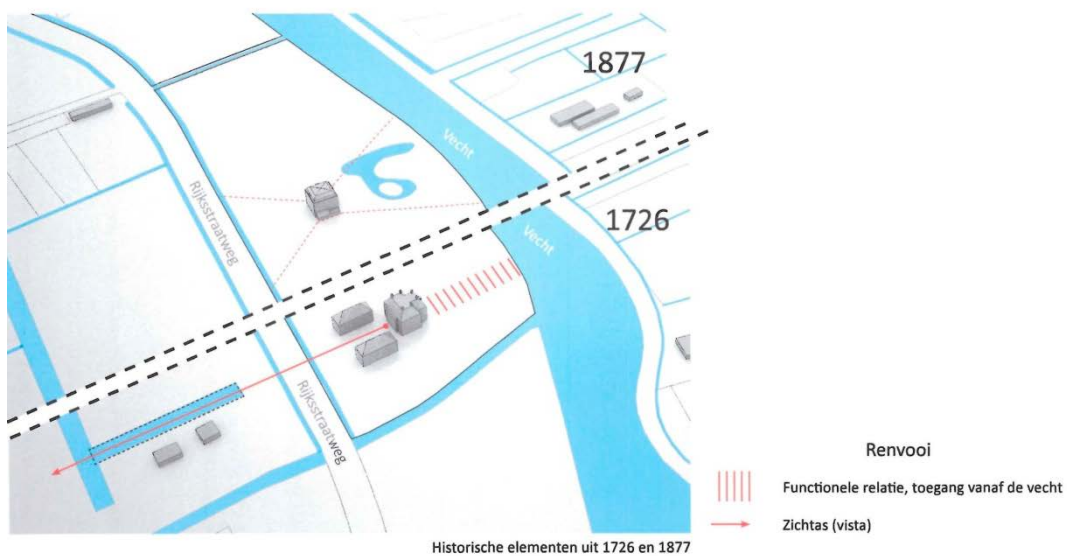 1877
Vecht
Rijksstraatweg
1726
Vecht
Rijksstraatweg
Renvooi
Functionele relatie, toegang vanaf de vecht
Zichtas (vista)
Historische elementen uit 1726 en 1877